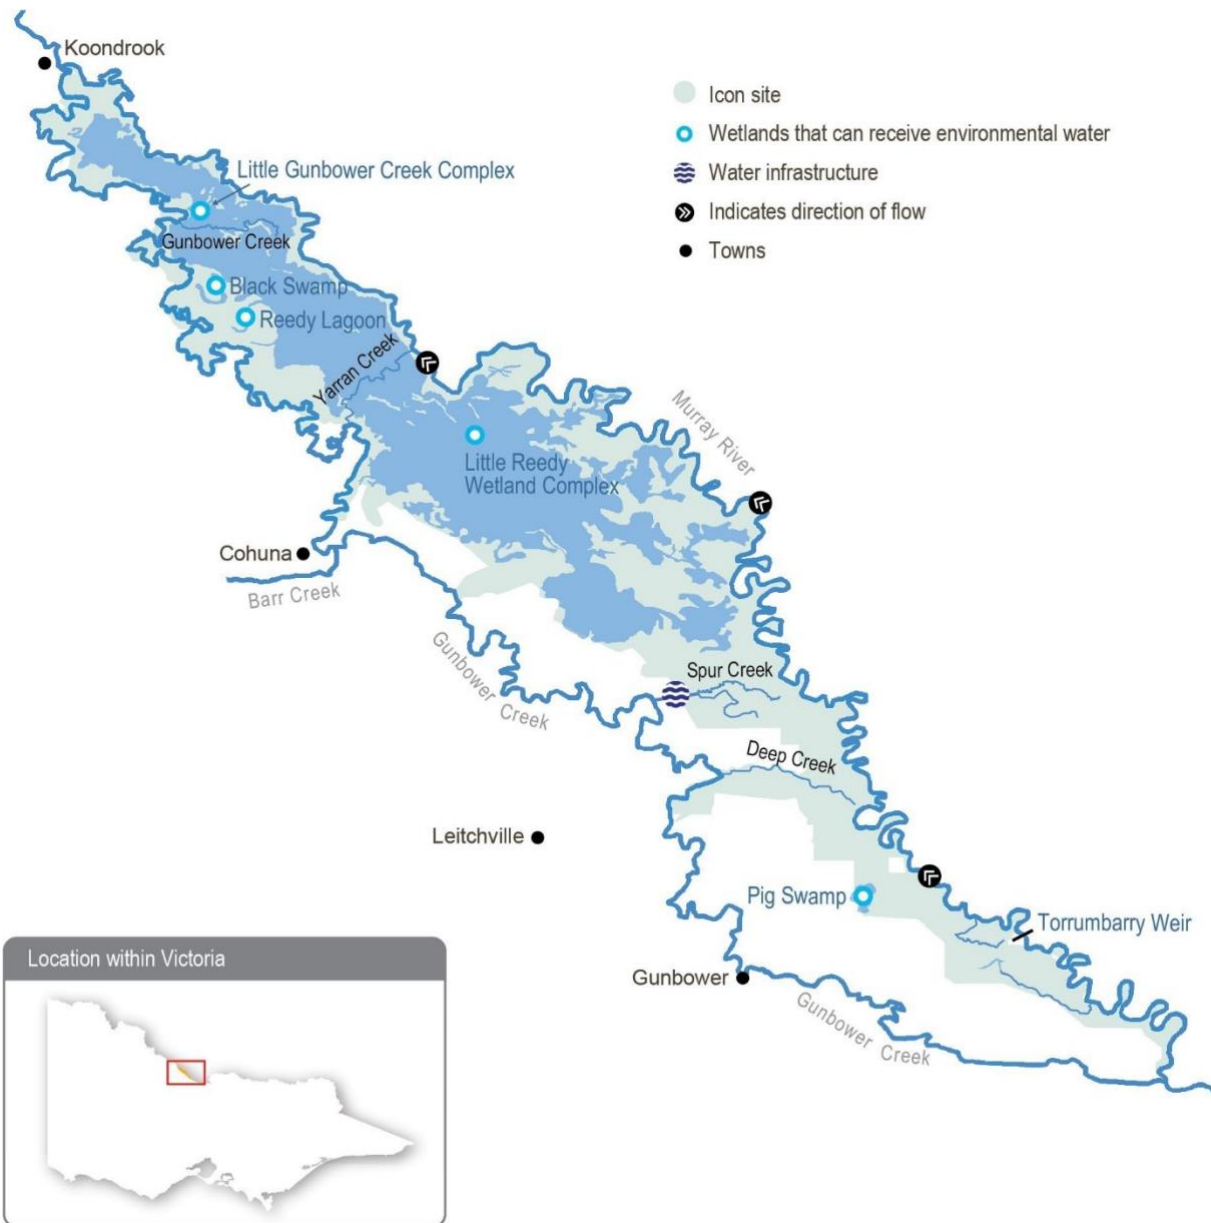 Koondrook
Icon site
Wetlands that can receive environmental water
Water infrastructure
Indicates direction of flow
Towns
Little Gunbower Creek Complex
Gunbower Creek
Black Swamp
Reedy Lagoon
Yarran Creek
Murray River
Little Reedy
Wetland Complex
Cohuna
Barr Creek
Gunbower Creek
Spur Creek
Deep Creek
Leitchville
Pig Swamp
Torrumbarry Weir
Gunbower
Gunbower Creek
Location within Victoria